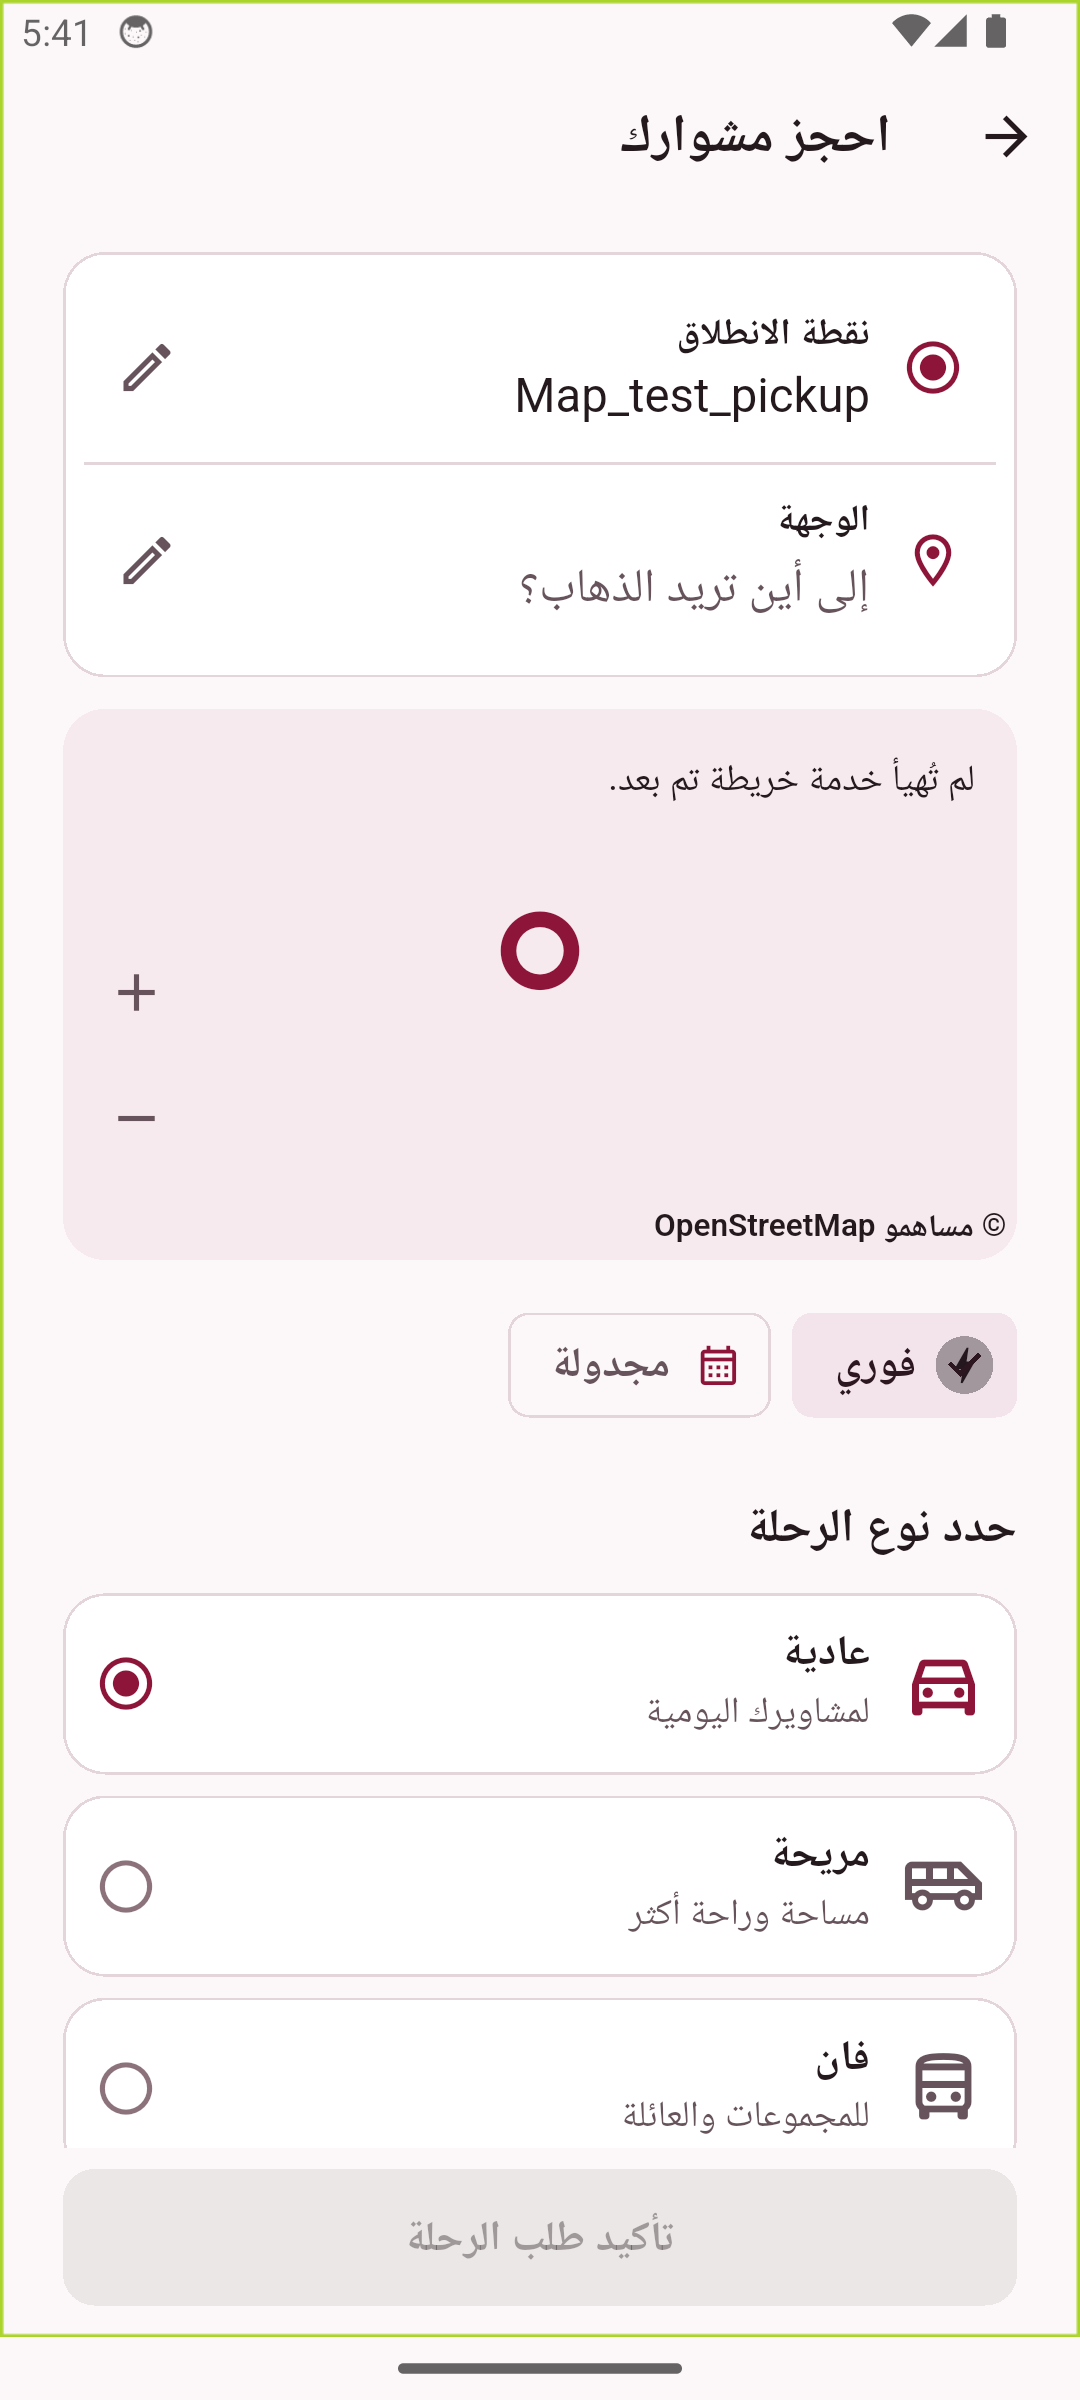 5:41
احجز مشوارك
نقطة الانطلاق
Map_test_pickup
الوجهة
إلى أين تريد الذهاب؟
لم تُهيأ خدمة خريطة تم بعد.
© مساهمو OpenStreetMap
فوري
مجدولة
حدد نوع الرحلة
عادية
لمشاويرك اليومية
مريحة
مساحة وراحة أكثر
فان
للمجموعات والعائلة
تأكيد طلب الرحلة